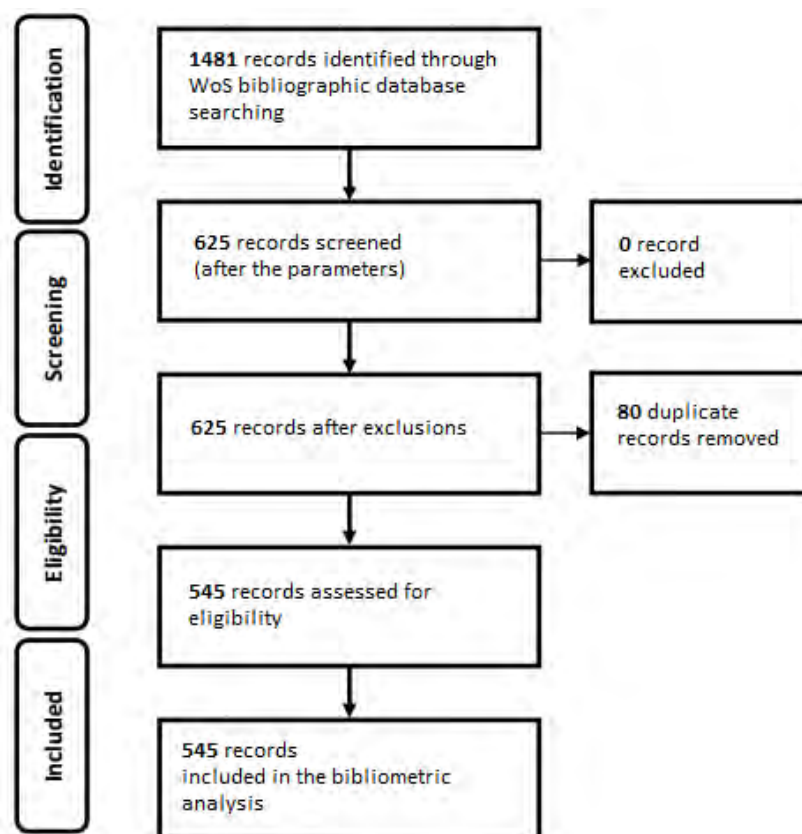 Identification
1481 records identified through
WoS bibliographic database
searching
Screening
625 records screened
(after the parameters)
0 record
excluded
625 records after exclusions
80 duplicate
records removed
Eligibility
545 records assessed for
eligibility
Included
545 records
included in the bibliometric
analysis